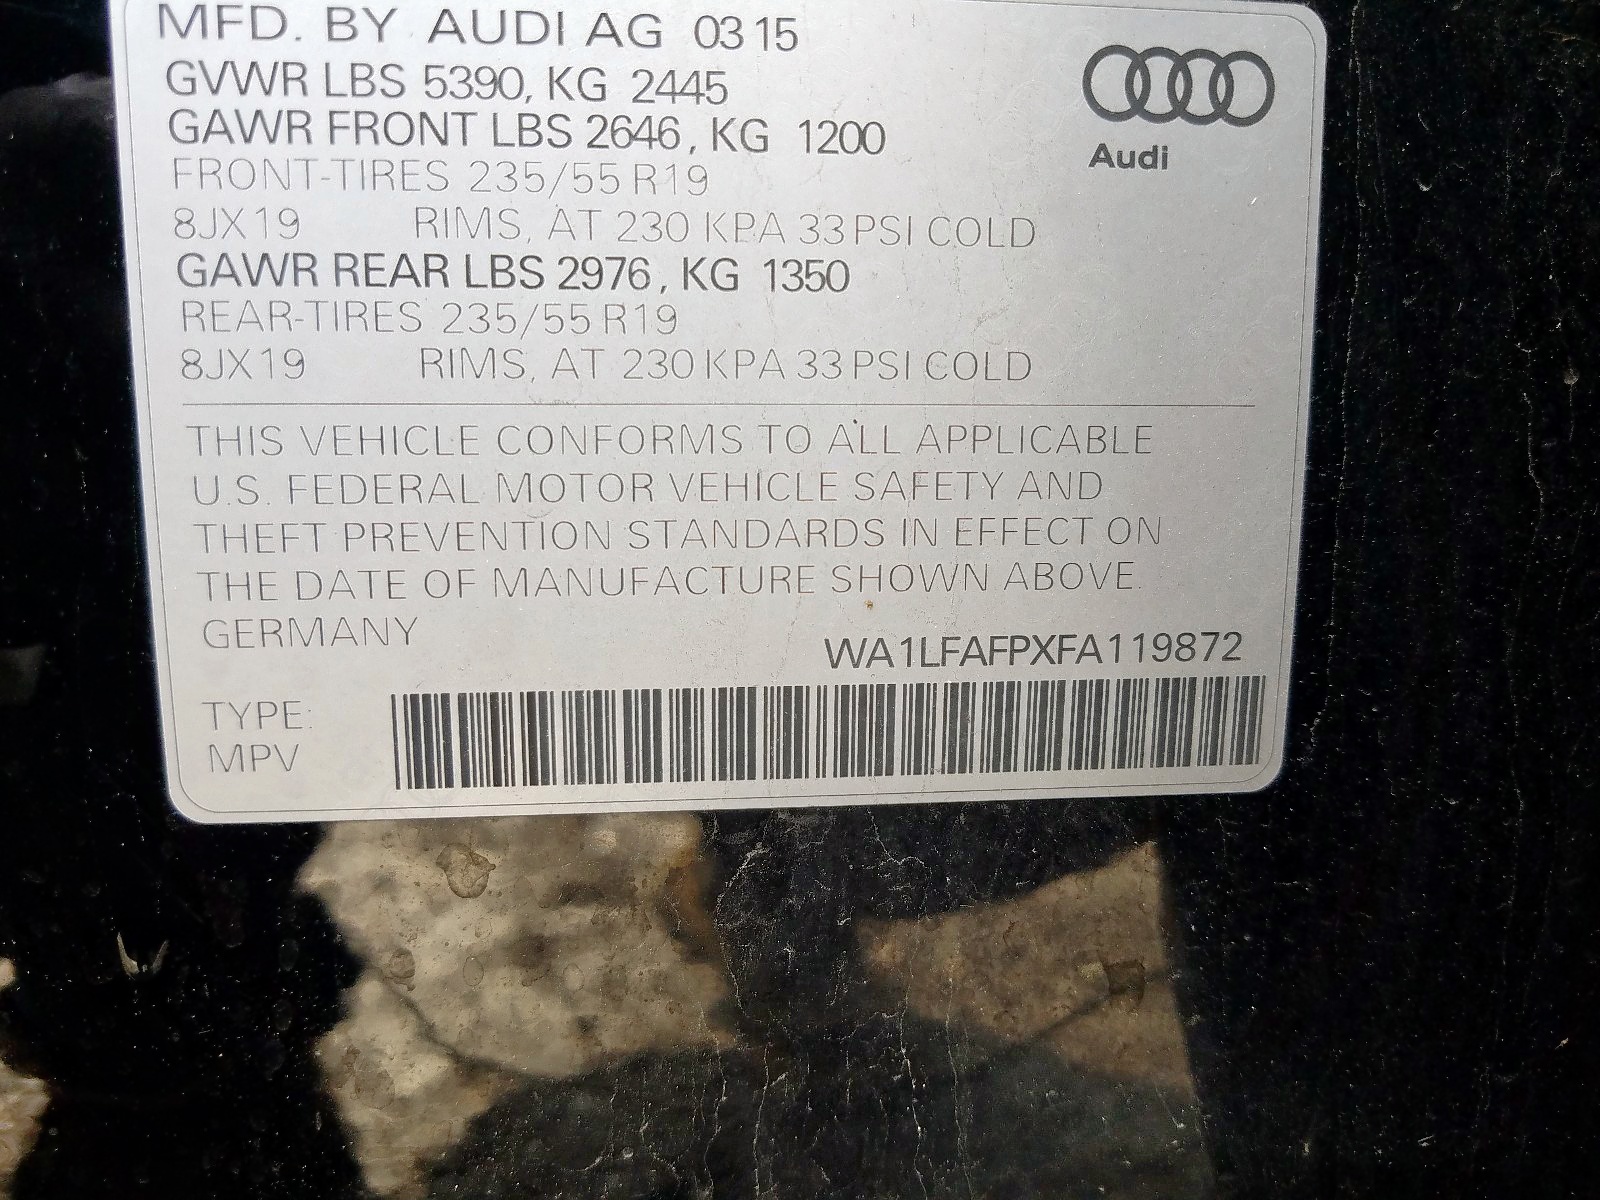 MFD. BY AUDI AG 03 15
GVWR LBS 5390, KG 2445
GAWR FRONT LBS 2646, KG 1200
FRONT-TIRES 235/55 R19
8JX19 RIMS, AT 230 KPA 33 PSI COLD
GAWR REAR LBS 2976, KG 1350
REAR-TIRES 235/55 R19
8JX19 RIMS, AT 230 KPA 33 PSI COLD
Audi
THIS VEHICLE CONFORMS TO ALL APPLICABLE
U.S. FEDERAL MOTOR VEHICLE SAFETY AND
THEFT PREVENTION STANDARDS IN EFFECT ON
THE DATE OF MANUFACTURE SHOWN ABOVE.
GERMANY
WA1LFAFPXFA119872
TYPE:
MPV